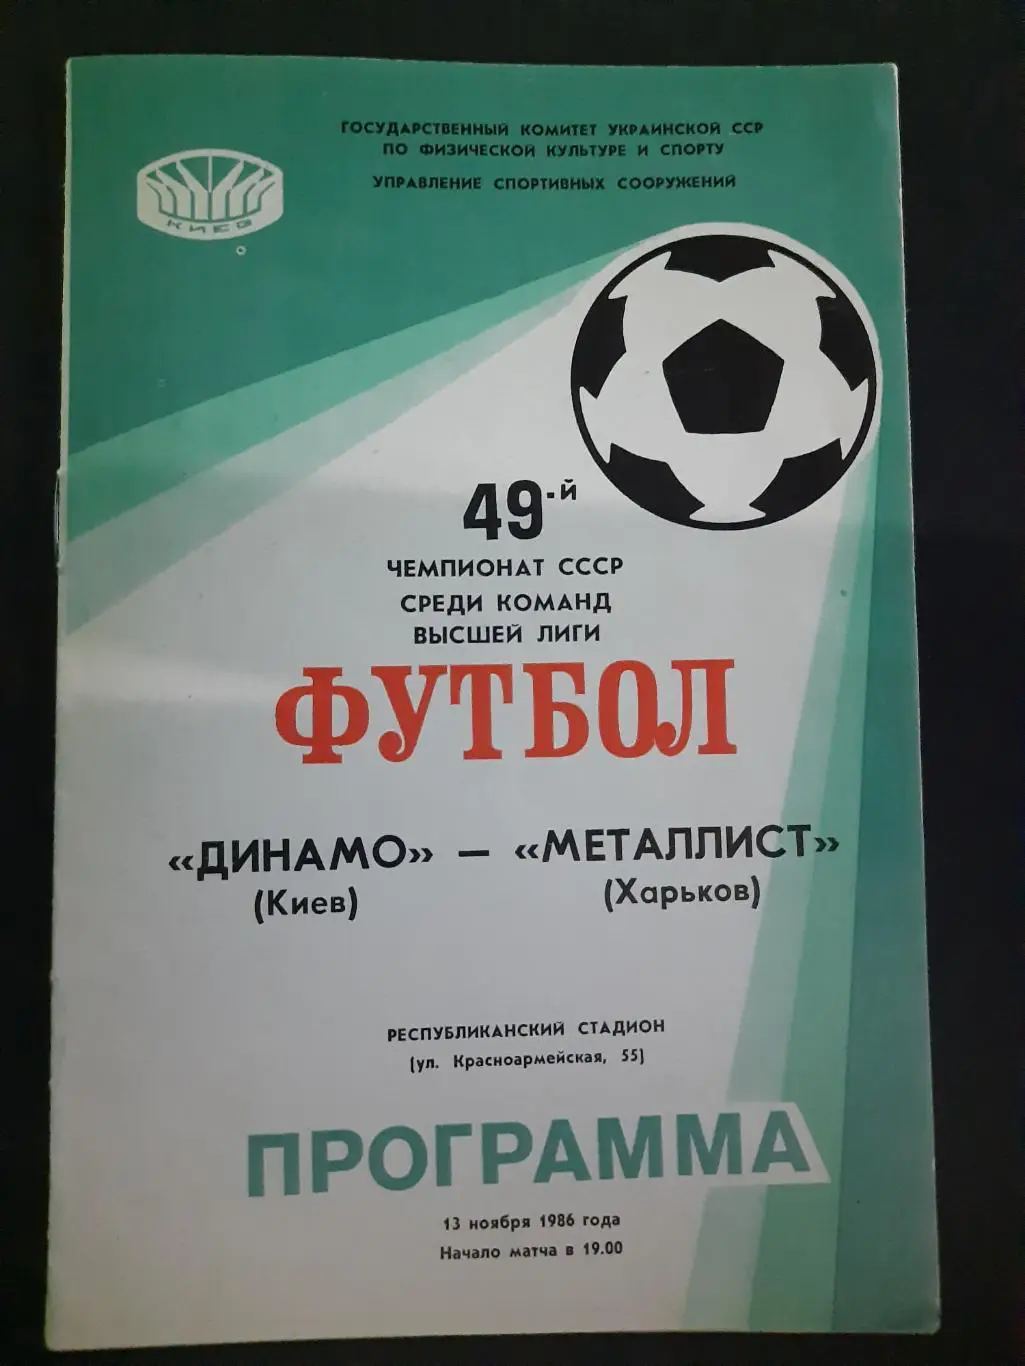 ГОСУДАРСТВЕННЫЙ КОМИТЕТ УКРАИНСКОЙ ССР
ПО ФИЗИЧЕСКОЙ КУЛЬТУРЕ И СПОРТУ
УПРАВЛЕНИЕ СПОРТИВНЫХ СООРУЖЕНИЙ
КИЕВ
49-й
ЧЕМПИОНАТ СССР
СРЕДИ КОМАНД
ВЫСШЕЙ ЛИГИ
ФУТБОЛ
«ДИНАМО» — «МЕТАЛЛИСТ»
(Киев) (Харьков)
РЕСПУБЛИКАНСКИЙ СТАДИОН
(ул. Красноармейская, 55)
ПРОГРАММА
13 ноября 1986 года
Начало матча в 19.00